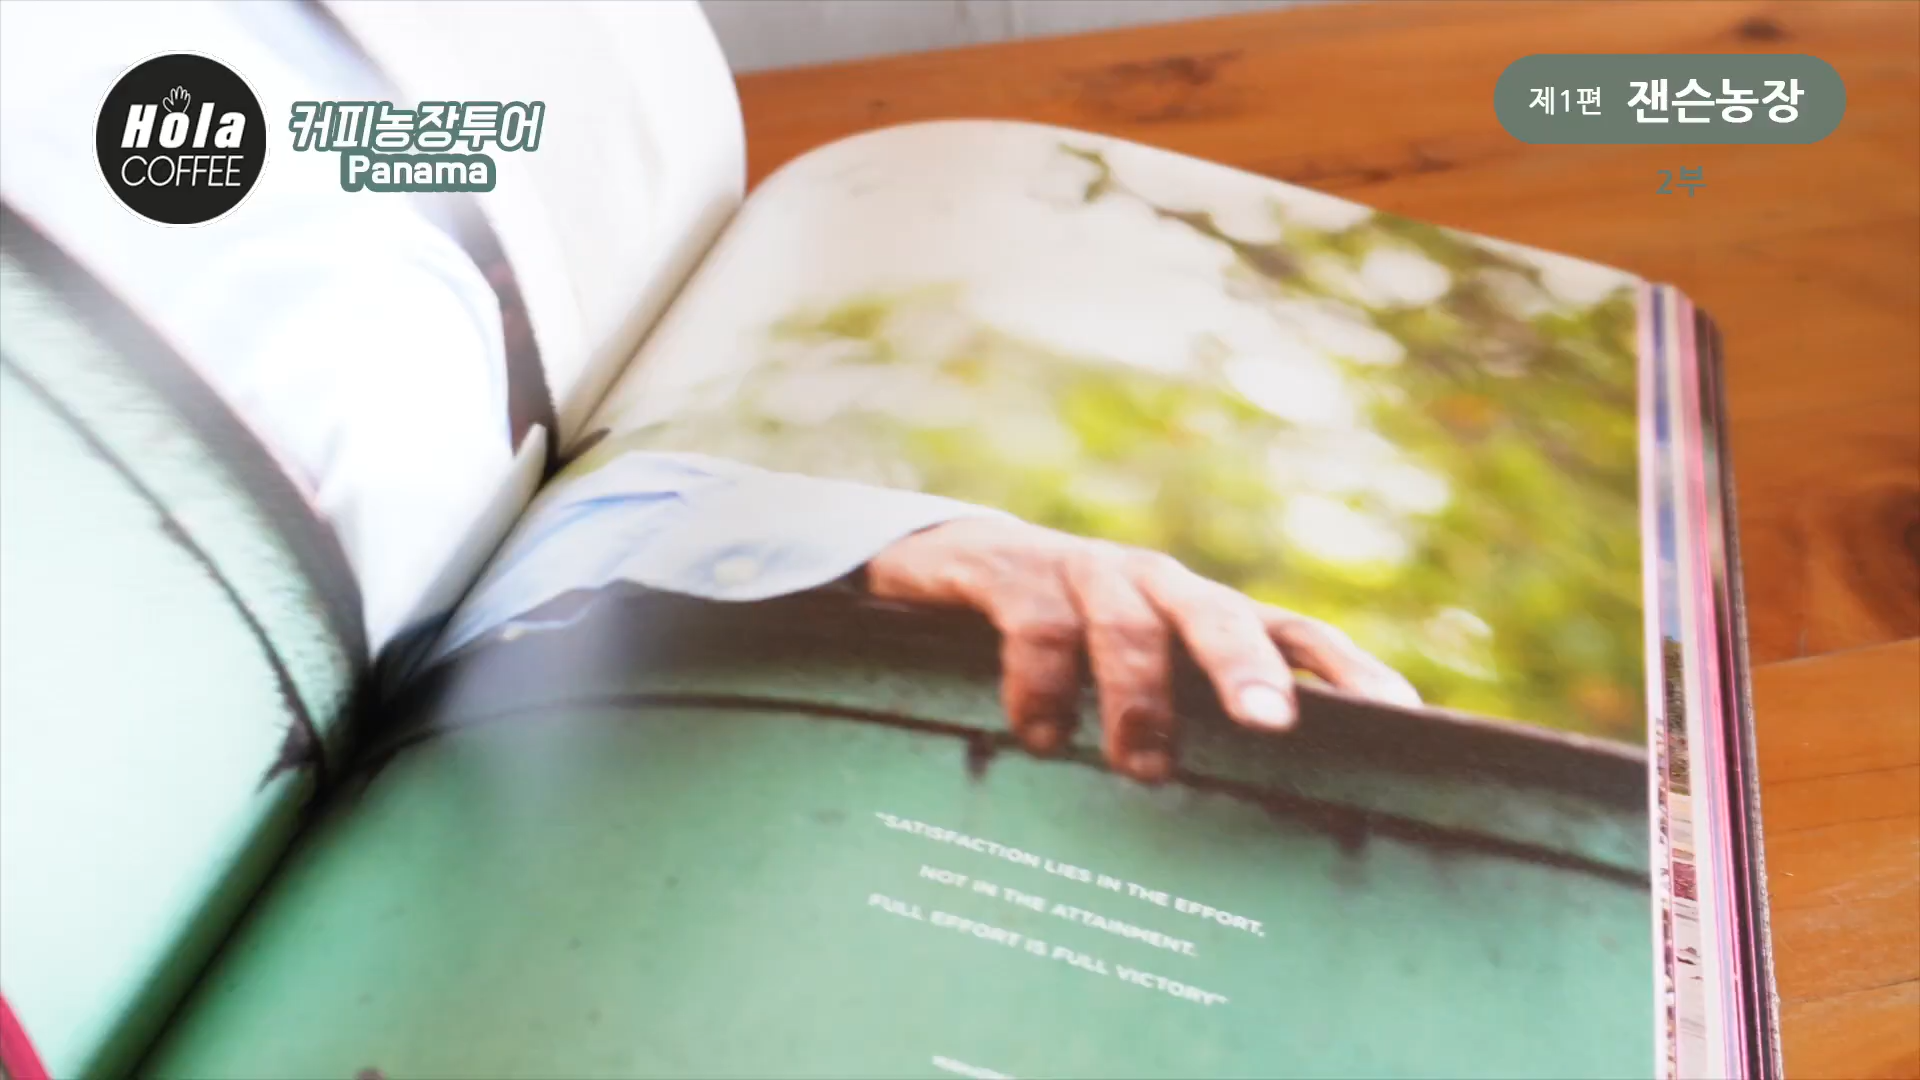 Hola
COFFEE
커피농장투어
Panama
제1편 잰슨농장
2부
"SATISFACTION LIES IN THE EFFORT,
NOT IN THE ATTAINMENT.
FULL EFFORT IS FULL VICTORY"